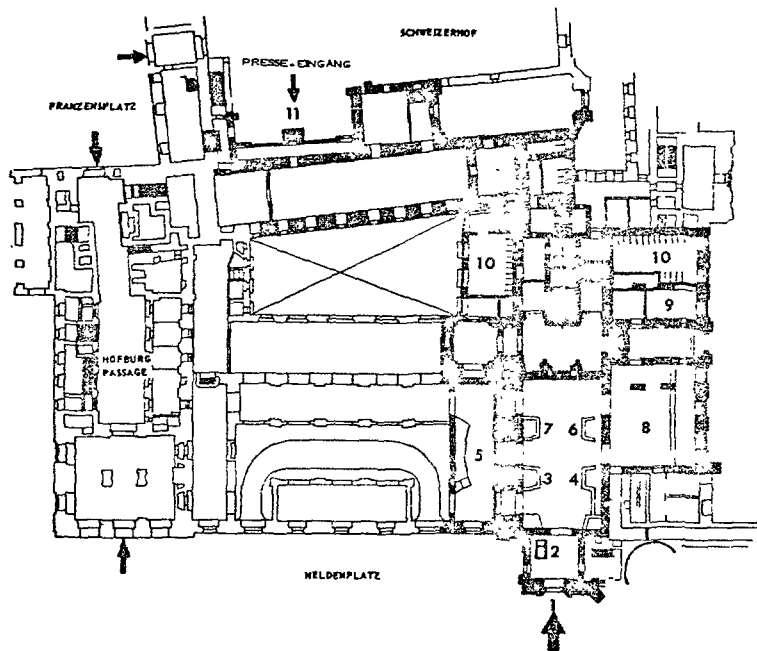 SCHWEIZERHOF
PRESSE-EINGANG
11
FRANZENSPLATZ
10
10
9
HOFBURG
PASSAGE
5
7
6
8
3
4
2
HELDENPLATZ
1